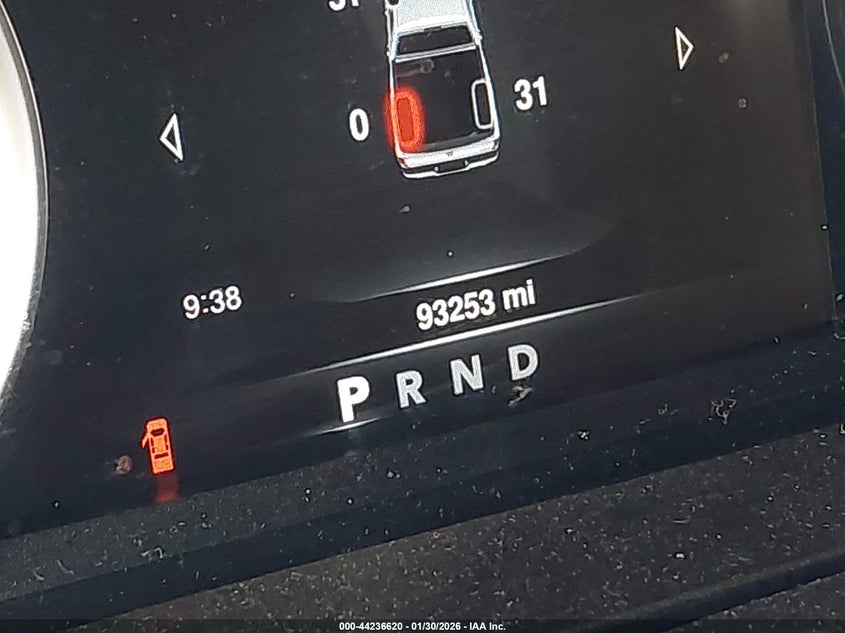 0 31
9:38
93253 mi
P R N D
000-44236620 - 01/30/2026 - IAA Inc.